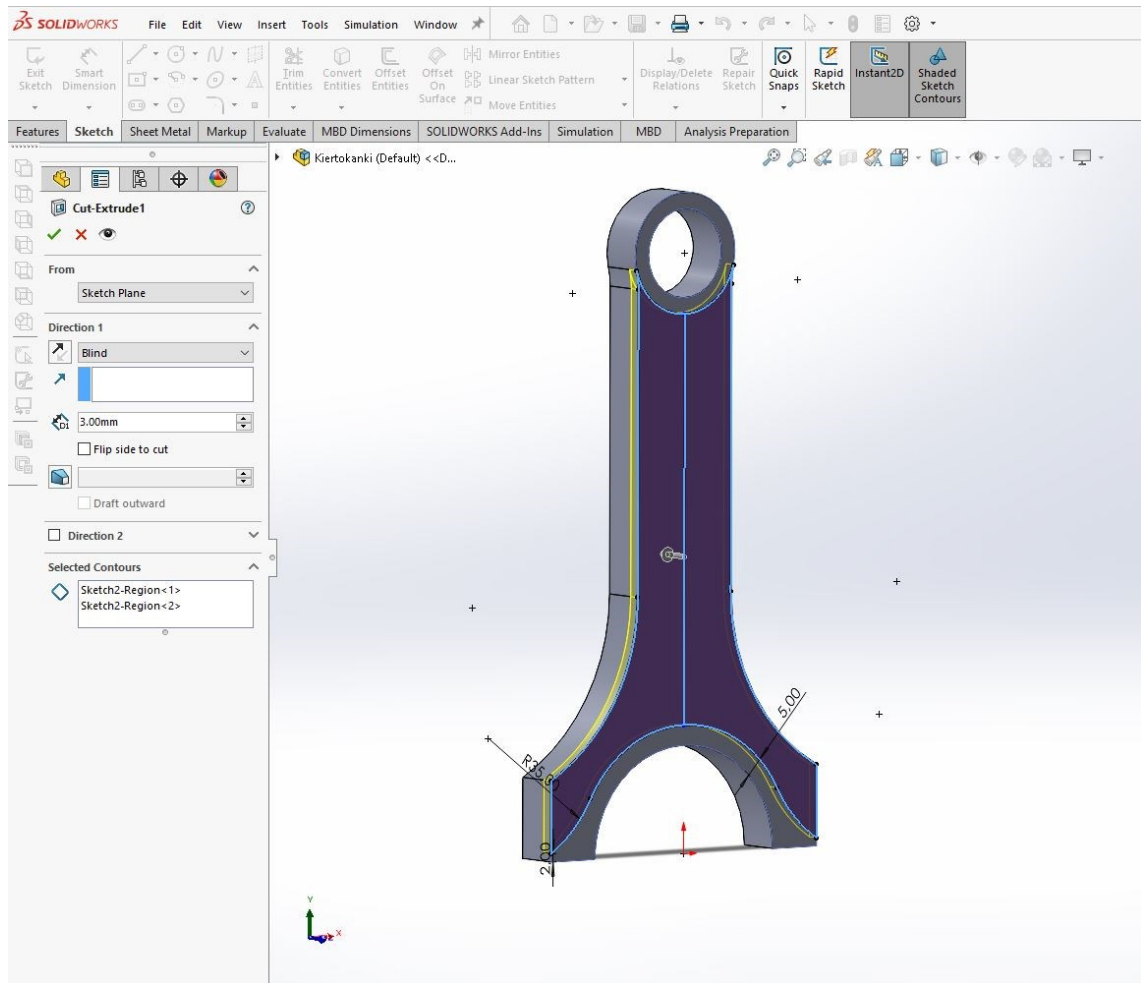 SOLIDWORKS File Edit View Insert Tools Simulation Window
Exit Sketch
Smart Dimension
Trim Entities
Convert Entities
Offset Entities
Offset On Surface
Mirror Entities
Linear Sketch Pattern
Move Entities
Display/Delete Relations
Repair Sketch
Quick Snaps
Rapid Sketch
Instant2D
Shaded Sketch Contours
Features Sketch Sheet Metal Markup Evaluate MBD Dimensions SOLIDWORKS Add-Ins Simulation MBD Analysis Preparation
Kiertokanki (Default) <<D...
Cut-Extrude1
From
Sketch Plane
Direction 1
Blind
D1 3.00mm
Flip side to cut
Draft outward
Direction 2
Selected Contours
Sketch2-Region<1>
Sketch2-Region<2>
5,00
2,00
Y
X